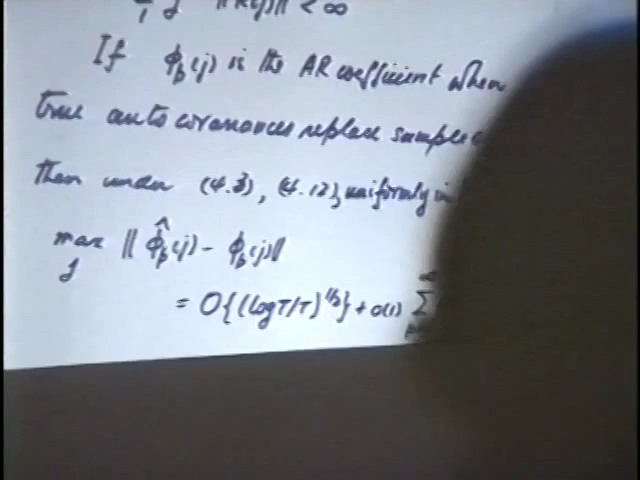 j ‖K(j)‖ < ∞
If ϕ_p(j) is the AR coefficient when
true autocovariances replace sample
then under (4.3), (4.12), uniformly in
max_j ‖ϕ̂_p(j) − ϕ_p(j)‖
= O{(log T/T)^{1/2}} + o(1) Σ^∞